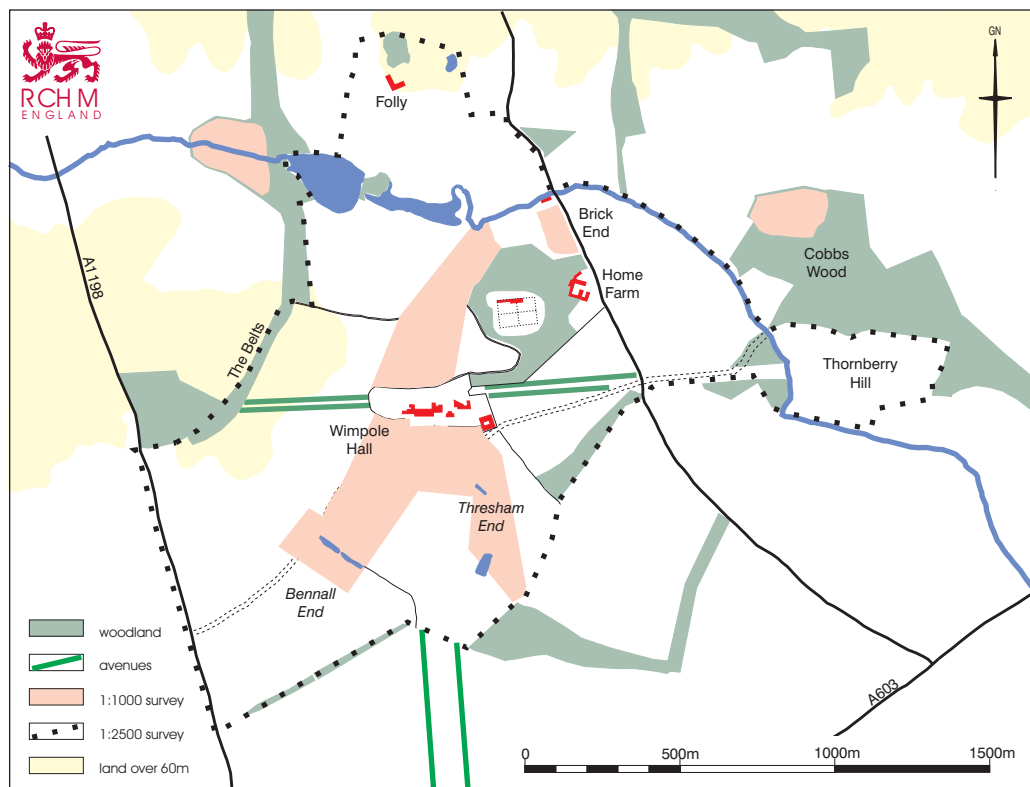 RCHM
ENGLAND
GN
Folly
Brick
End
Cobbs
Wood
Home
Farm
A1198
The Belts
Thornberry
Hill
Wimpole
Hall
Thresham
End
Bennall
End
A603
woodland
avenues
1:1000 survey
1:2500 survey
land over 60m
0 500m 1000m 1500m